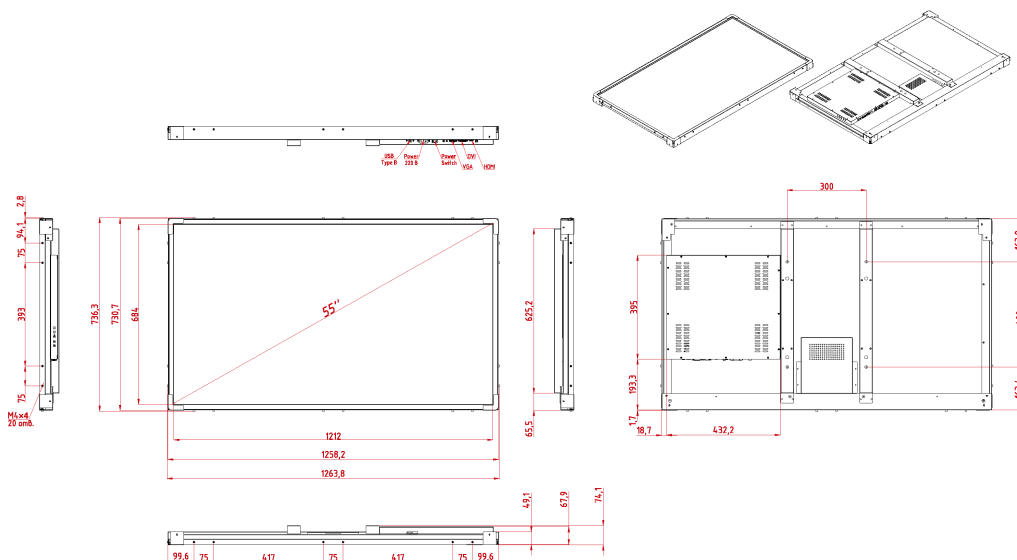 USB
Type B
Power
220 В
Power
Switch
VGA
DVI
HDMI
2,8
94,1
75
393
75
M4×4
20 отв.
736,3
730,7
684
55''
1212
1258,2
1263,8
625,2
65,5
300
395
193,3
1,7
18,7
432,2
49,1
67,9
74,1
99,6
75
417
75
417
75
99,6